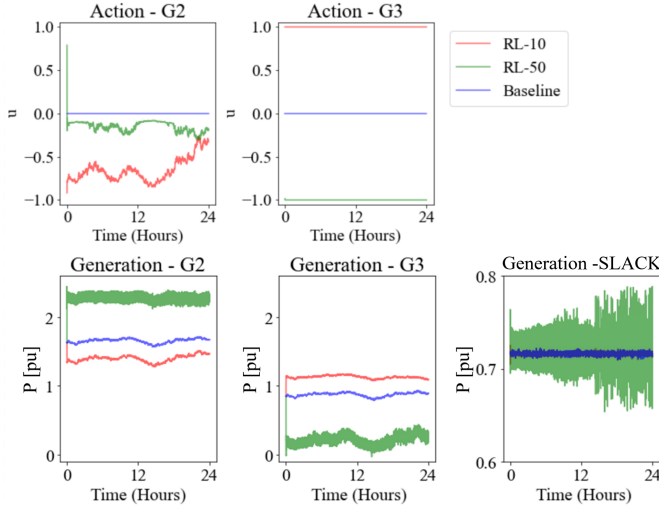 Action - G2
Action - G3
1.0
0.5
0.0
−0.5
−1.0
u
0
12
24
Time (Hours)
1.0
0.5
0.0
−0.5
−1.0
u
0
12
24
Time (Hours)
RL-10
RL-50
Baseline
Generation - G2
Generation - G3
Generation -SLACK
2
1
0
P [pu]
0
12
24
Time (Hours)
2
1
0
P [pu]
0
12
24
Time (Hours)
0.8
0.7
0.6
P [pu]
0
12
24
Time (Hours)